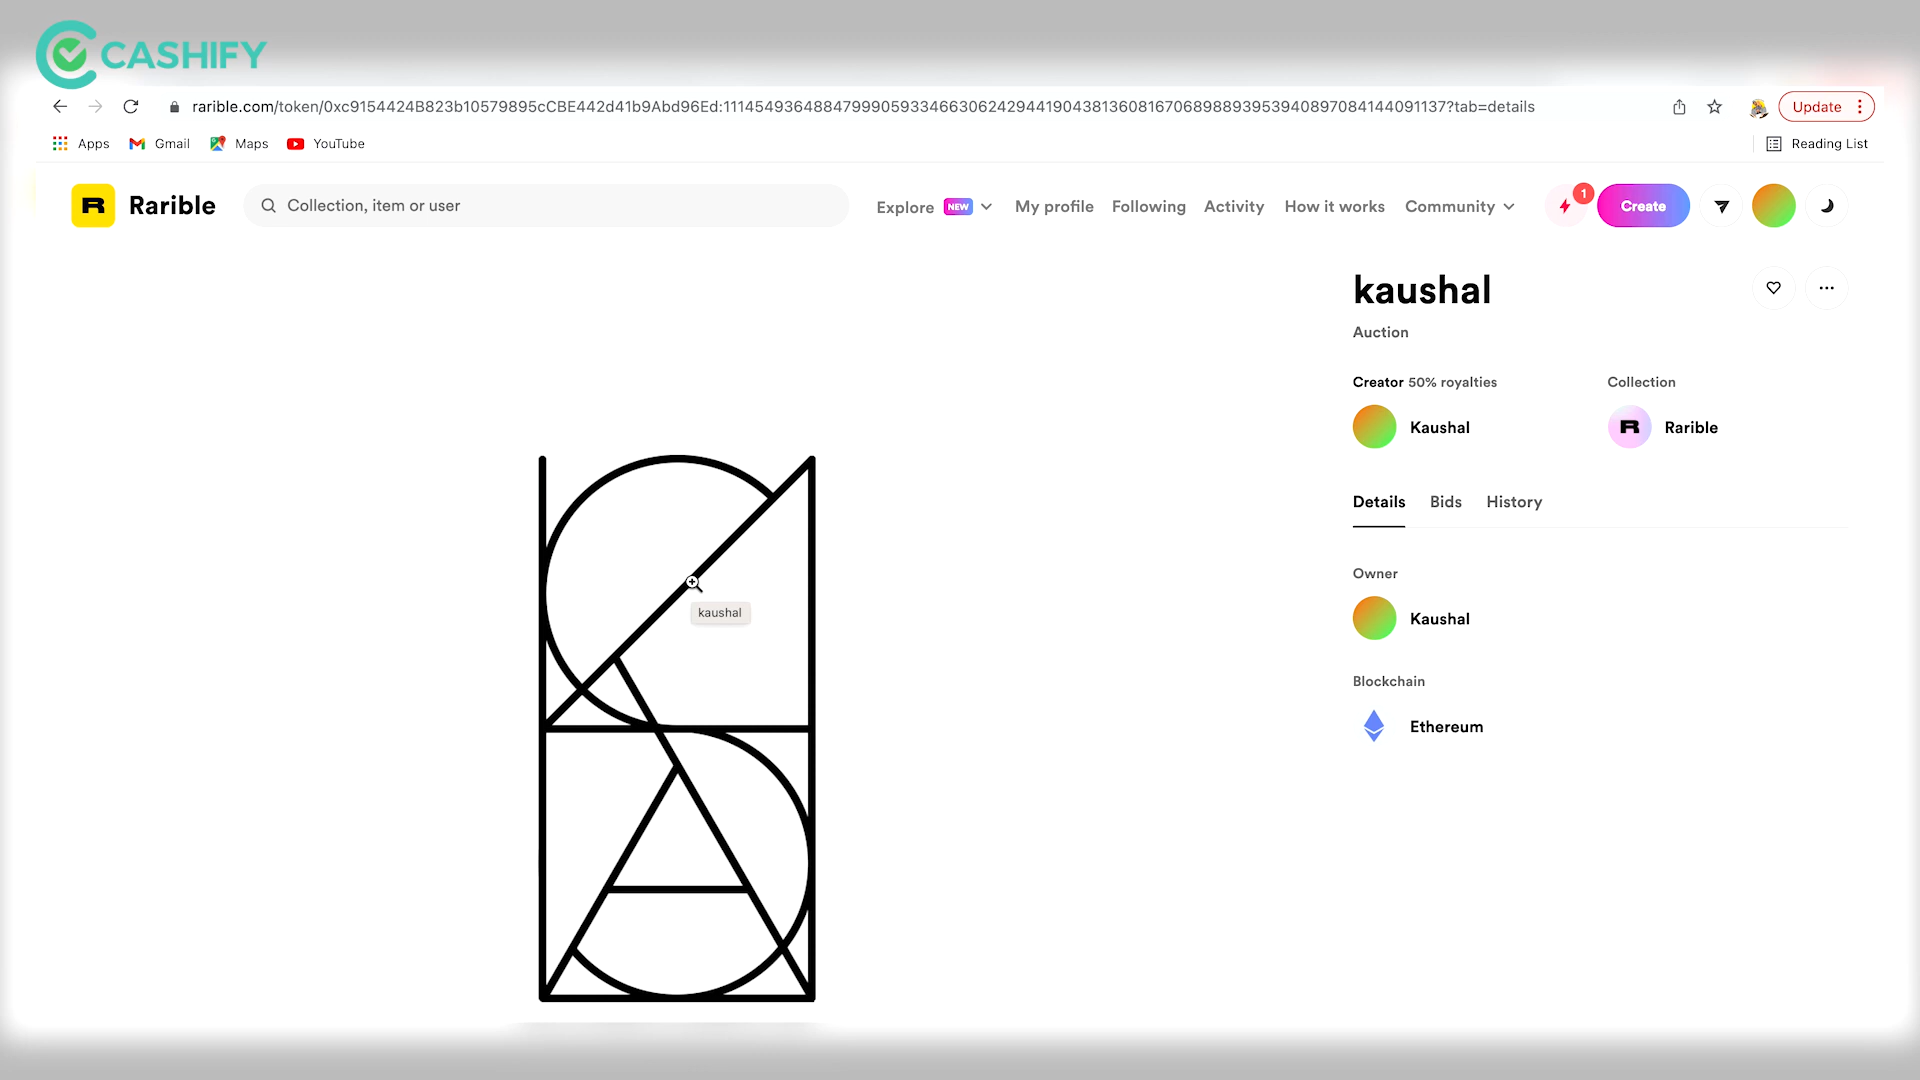 CASHIFY
rarible.com/token/0xc9154424B823b10579895cCBE442d41b9Abd96Ed:111454936488479990593346630624294419043813608167068988939539408970841440911​37?tab=details
Update
Apps
Gmail
Maps
YouTube
Reading List
R
Rarible
Collection, item or user
Explore NEW
My profile
Following
Activity
How it works
Community
1
Create
kaushal
Auction
Creator 50% royalties
Collection
Kaushal
R
Rarible
Details
Bids
History
Owner
Kaushal
Blockchain
Ethereum
kaushal